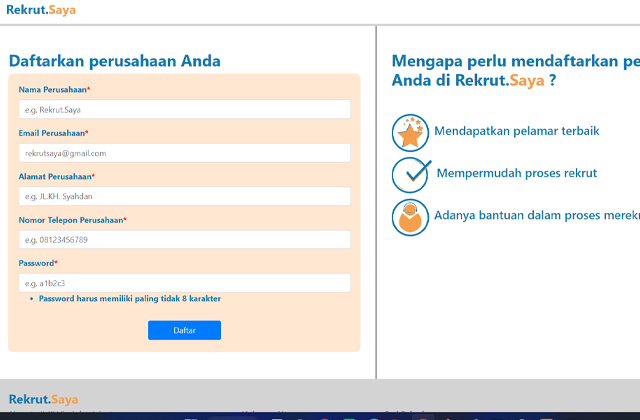 Rekrut.Saya
Daftarkan perusahaan Anda
Nama Perusahaan*
e.g. Rekrut.Saya
Email Perusahaan*
rekrutsaya@gmail.com
Alamat Perusahaan*
e.g. JL.KH. Syahdan
Nomor Telepon Perusahaan*
e.g. 08123456789
Password*
e.g. a1b2c3
• Password harus memiliki paling tidak 8 karakter
Daftar
Mengapa perlu mendaftarkan pe
Anda di Rekrut.Saya ?
Mendapatkan pelamar terbaik
Mempermudah proses rekrut
Adanya bantuan dalam proses merekr
Rekrut.Saya